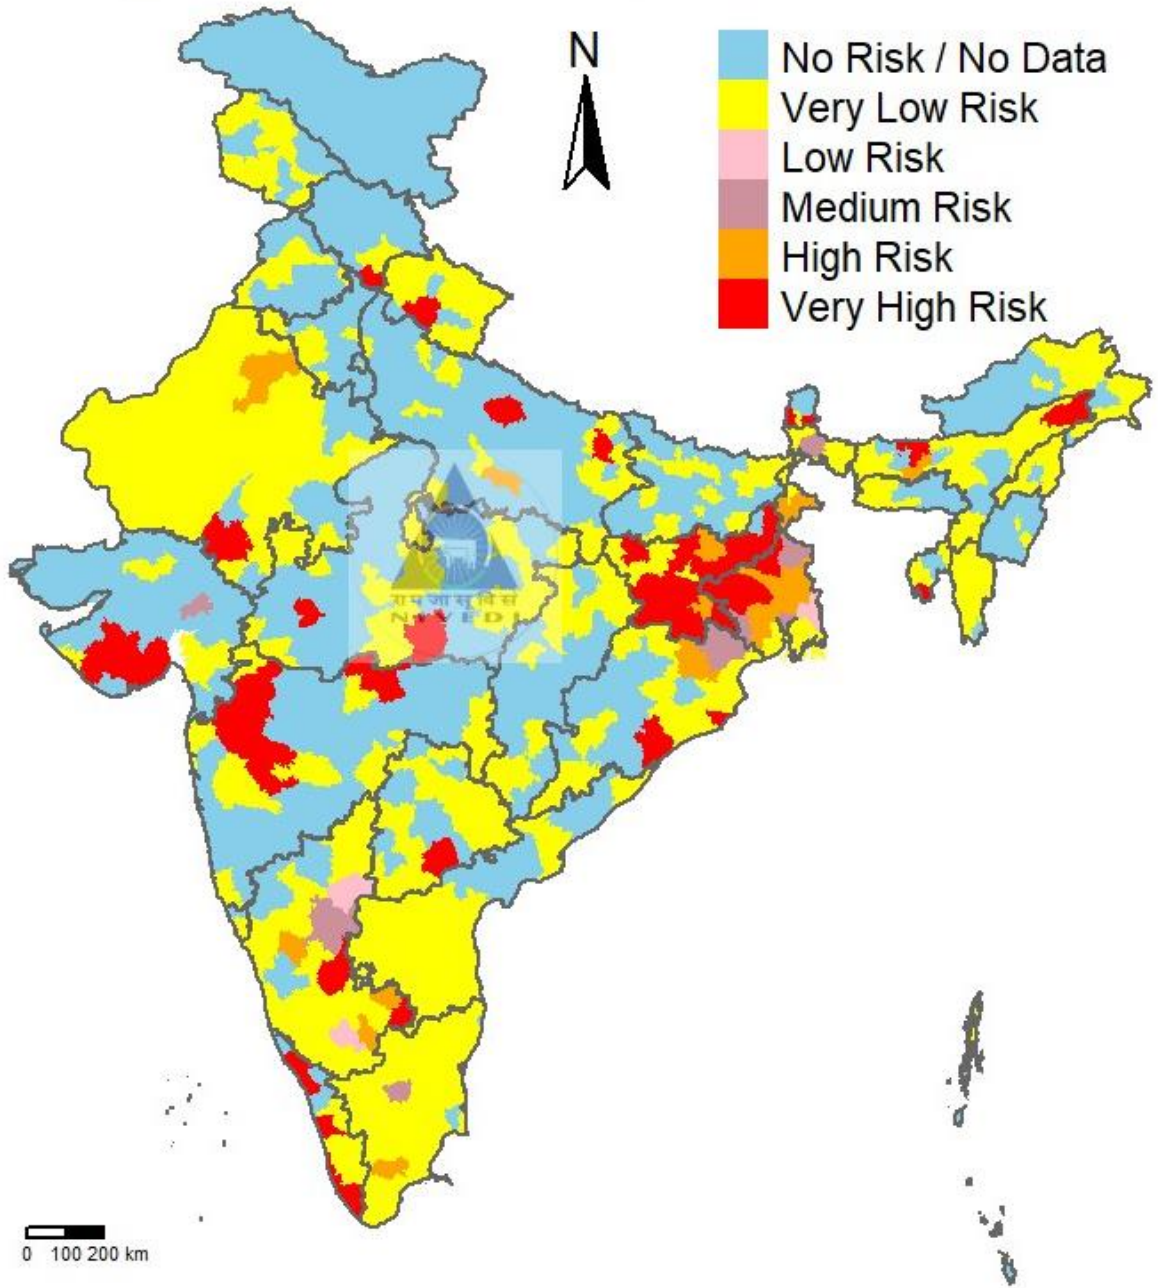 N
No Risk / No Data
Very Low Risk
Low Risk
Medium Risk
High Risk
Very High Risk
NIVEDI
0 100 200 km